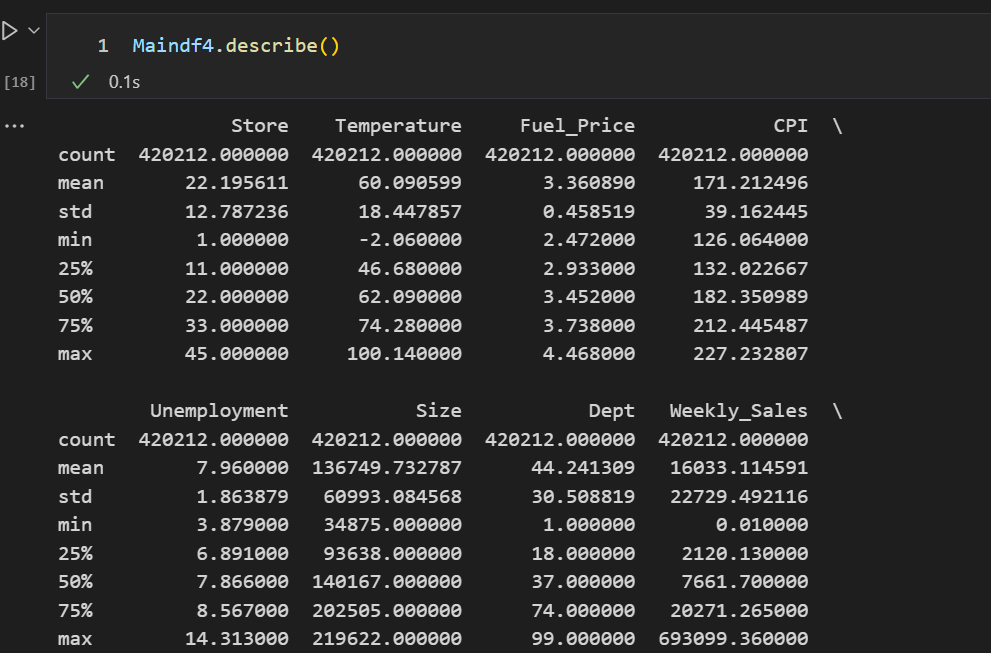 1 Maindf4.describe()
[18] 0.1s
... Store Temperature Fuel_Price CPI \
count 420212.000000 420212.000000 420212.000000 420212.000000
mean 22.195611 60.090599 3.360890 171.212496
std 12.787236 18.447857 0.458519 39.162445
min 1.000000 -2.060000 2.472000 126.064000
25% 11.000000 46.680000 2.933000 132.022667
50% 22.000000 62.090000 3.452000 182.350989
75% 33.000000 74.280000 3.738000 212.445487
max 45.000000 100.140000 4.468000 227.232807
Unemployment Size Dept Weekly_Sales \
count 420212.000000 420212.000000 420212.000000 420212.000000
mean 7.960000 136749.732787 44.241309 16033.114591
std 1.863879 60993.084568 30.508819 22729.492116
min 3.879000 34875.000000 1.000000 0.010000
25% 6.891000 93638.000000 18.000000 2120.130000
50% 7.866000 140167.000000 37.000000 7661.700000
75% 8.567000 202505.000000 74.000000 20271.265000
max 14.313000 219622.000000 99.000000 693099.360000